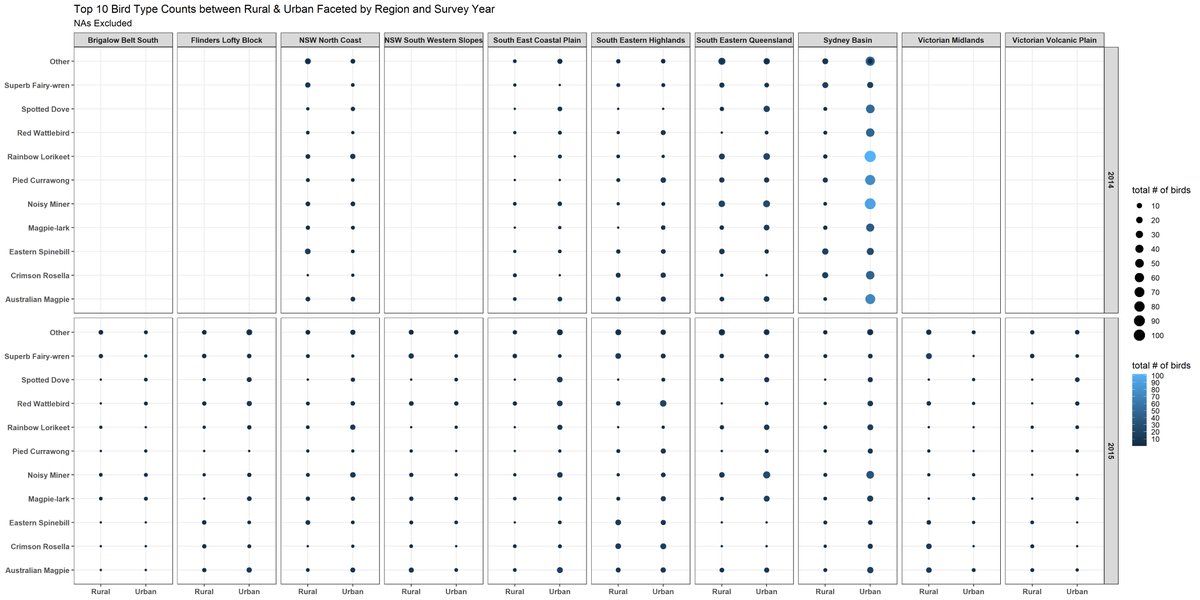 Top 10 Bird Type Counts between Rural & Urban Faceted by Region and Survey Year
NAs Excluded
Brigalow Belt South Flinders Lofty Block NSW North Coast NSW South Western Slopes South East Coastal Plain South Eastern Highlands South Eastern Queensland Sydney Basin Victorian Midlands Victorian Volcanic Plain
Other
Superb Fairy-wren
Spotted Dove
Red Wattlebird
Rainbow Lorikeet
Pied Currawong
Noisy Miner
Magpie-lark
Eastern Spinebill
Crimson Rosella
Australian Magpie
2014
Other
Superb Fairy-wren
Spotted Dove
Red Wattlebird
Rainbow Lorikeet
Pied Currawong
Noisy Miner
Magpie-lark
Eastern Spinebill
Crimson Rosella
Australian Magpie
2015
Rural Urban Rural Urban Rural Urban Rural Urban Rural Urban Rural Urban Rural Urban Rural Urban Rural Urban Rural Urban
total # of birds
10
20
30
40
50
60
70
80
90
100
total # of birds
100
90
80
70
60
50
40
30
20
10